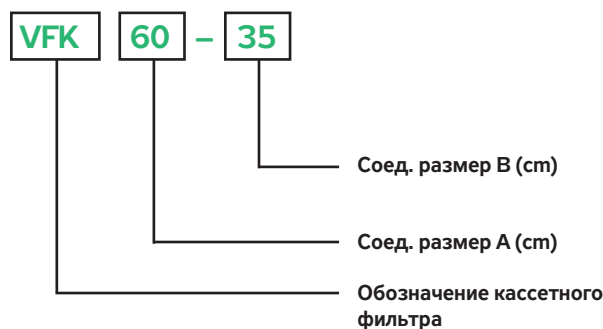 VFK 60 – 35
Соед. размер B (cm)
Соед. размер A (cm)
Обозначение кассетного
фильтра